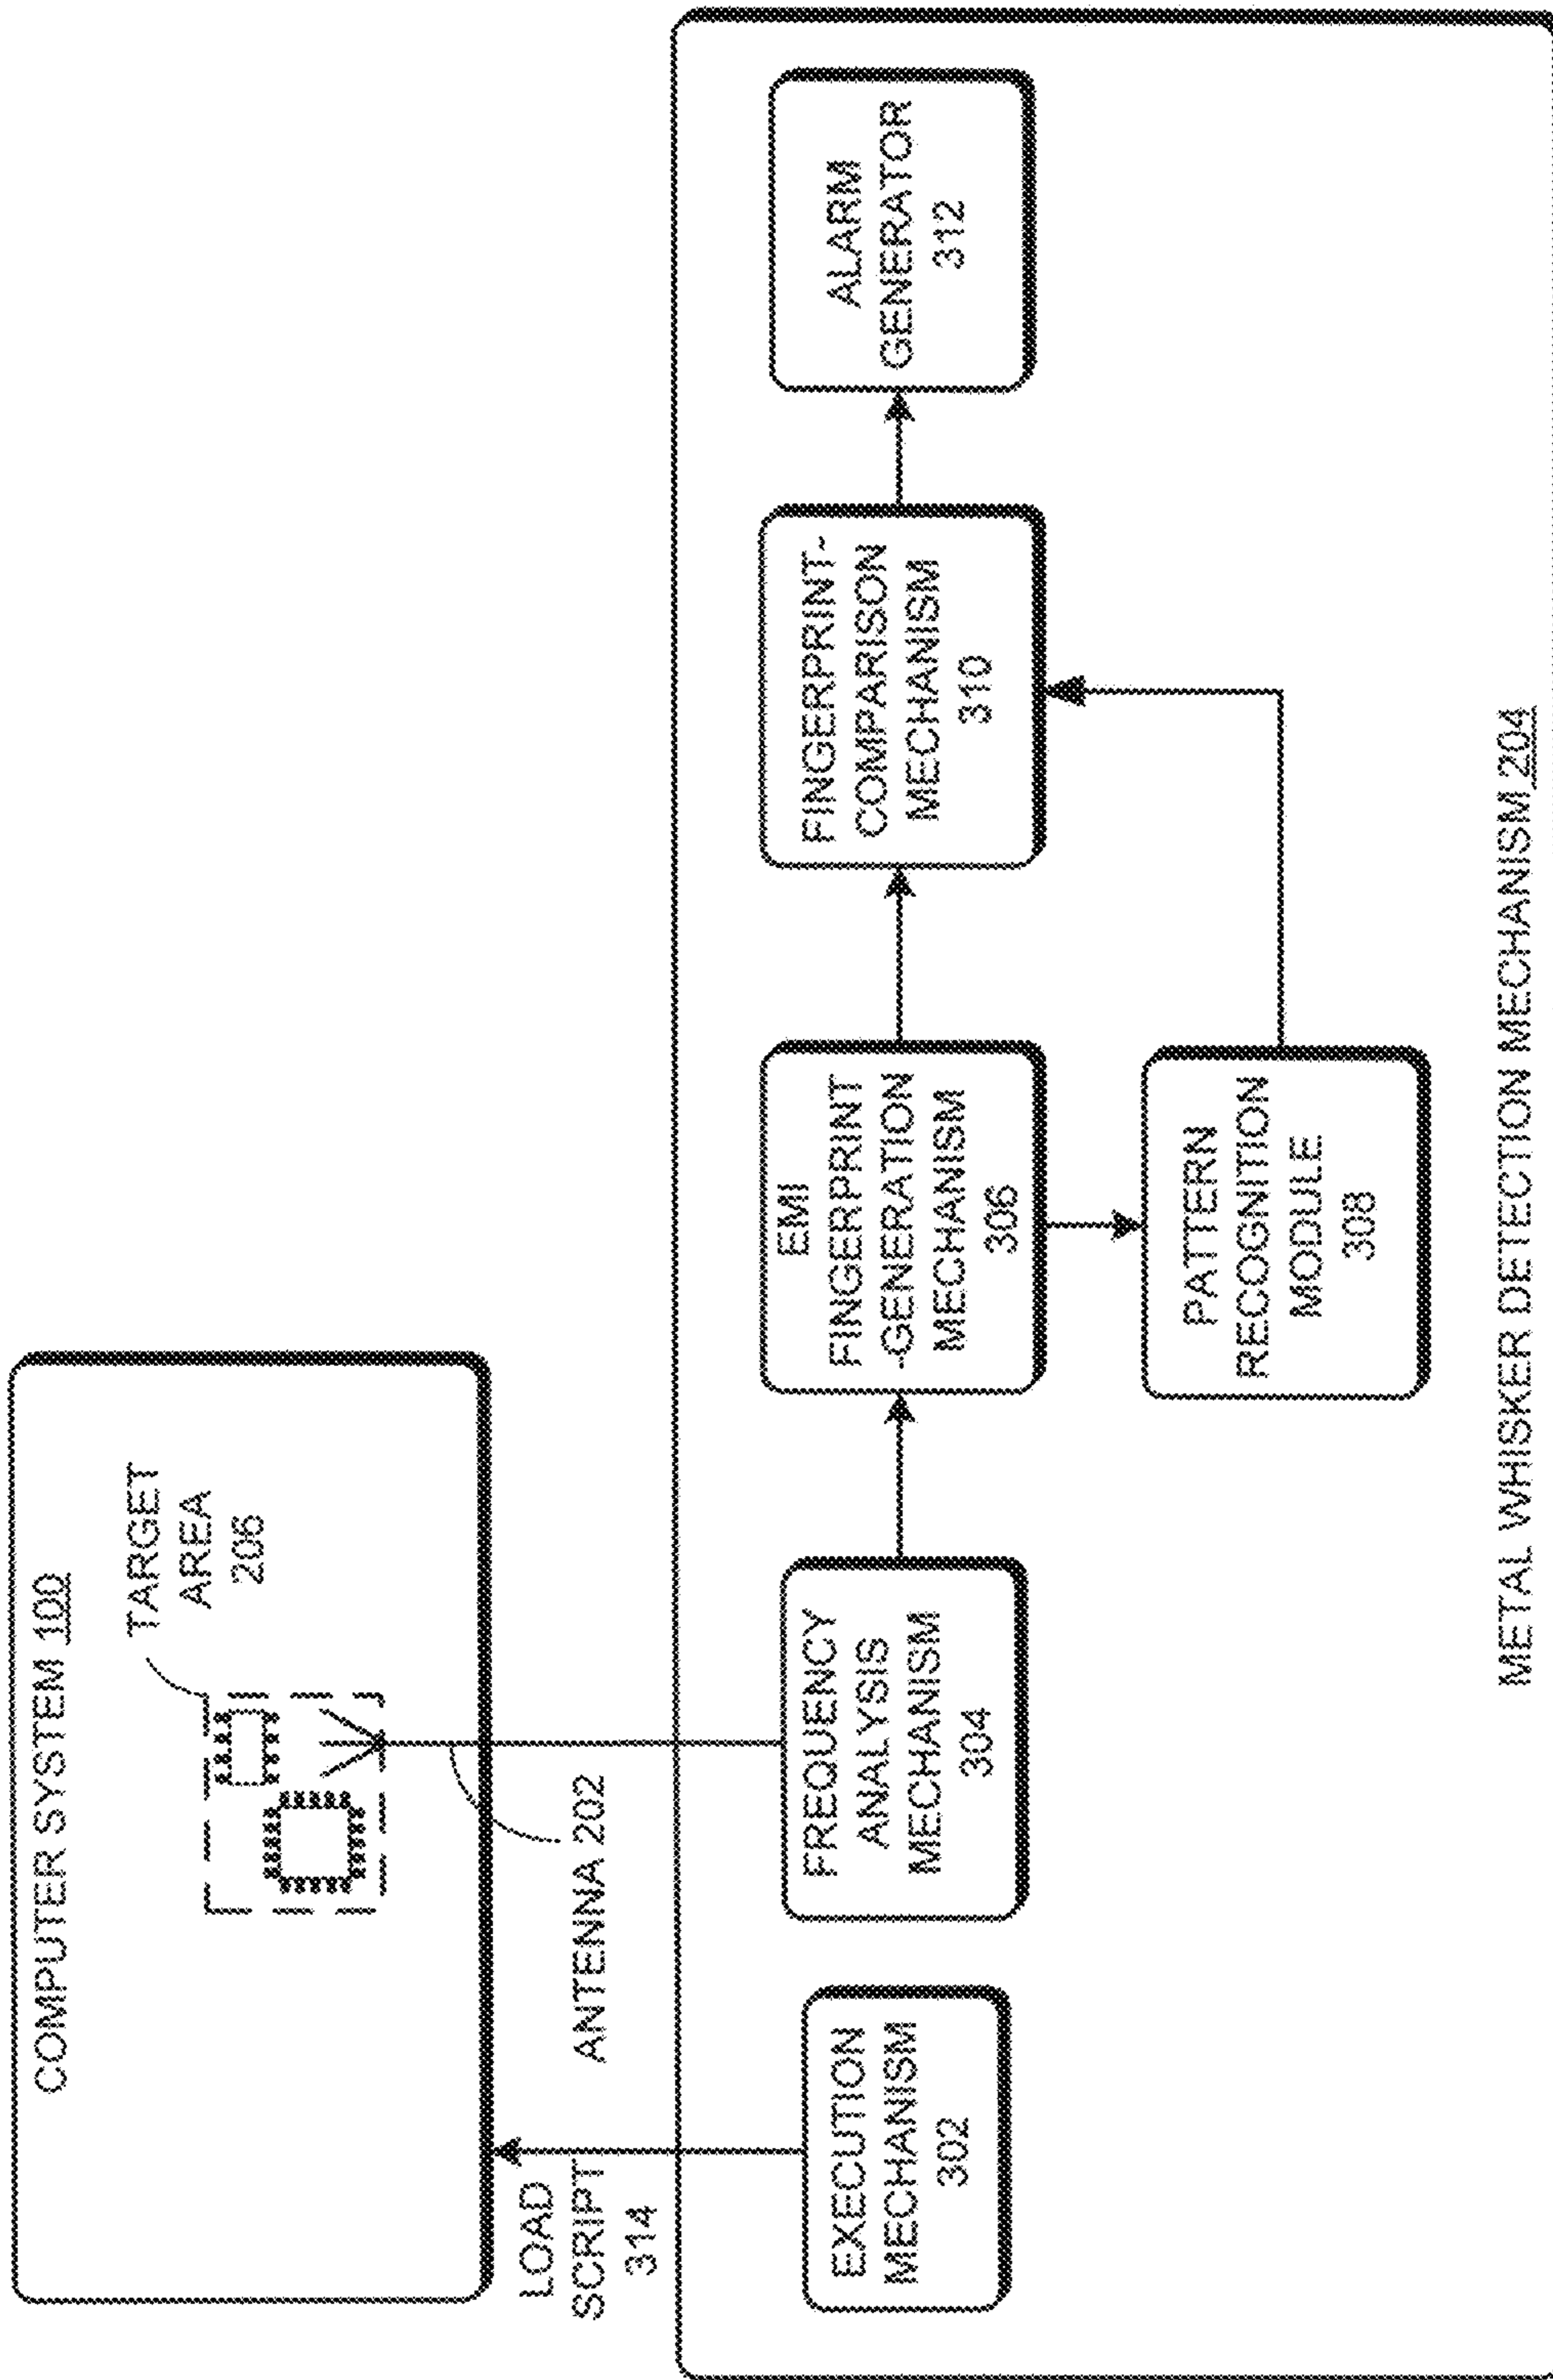 COMPUTER SYSTEM 100
TARGET
AREA
206
LOAD
SCRIPT
314
ANTENNA 202
EXECUTION
MECHANISM
302
FREQUENCY
ANALYSIS
MECHANISM
304
EMI
FINGERPRINT
-GENERATION
MECHANISM
306
FINGERPRINT-
COMPARISON
MECHANISM
310
ALARM
GENERATOR
312
PATTERN
RECOGNITION
MODULE
308
METAL WHISKER DETECTION MECHANISM 204